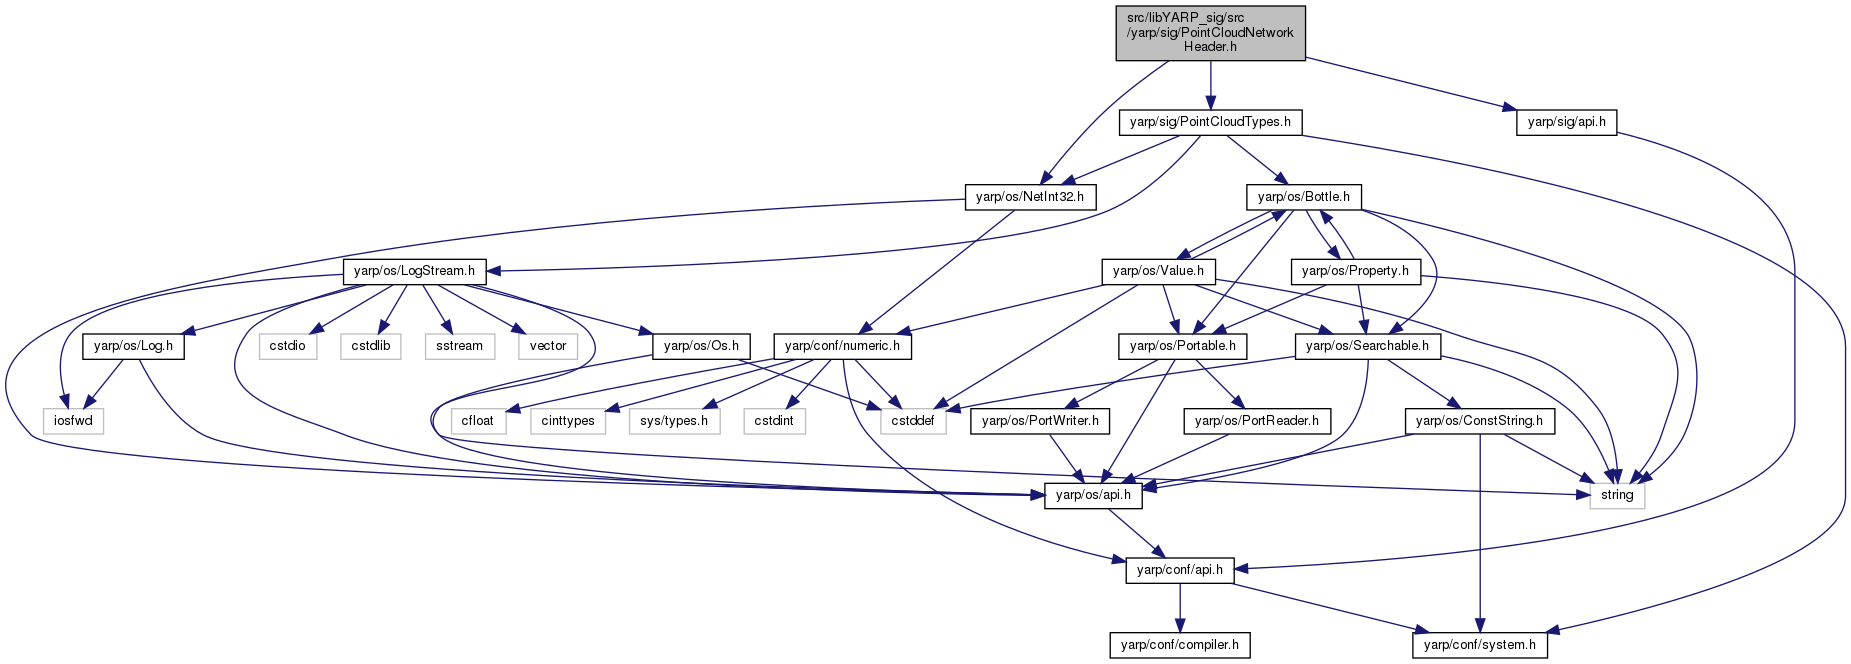 src/libYARP_sig/src
/yarp/sig/PointCloudNetwork
Header.h
yarp/sig/PointCloudTypes.h
yarp/sig/api.h
yarp/os/NetInt32.h
yarp/os/Bottle.h
yarp/os/LogStream.h
yarp/os/Value.h
yarp/os/Property.h
yarp/os/Log.h
cstdio
cstdlib
sstream
vector
yarp/os/Os.h
yarp/conf/numeric.h
yarp/os/Portable.h
yarp/os/Searchable.h
iosfwd
cfloat
cinttypes
sys/types.h
cstdint
cstddef
yarp/os/PortWriter.h
yarp/os/PortReader.h
yarp/os/ConstString.h
yarp/os/api.h
string
yarp/conf/api.h
yarp/conf/compiler.h
yarp/conf/system.h